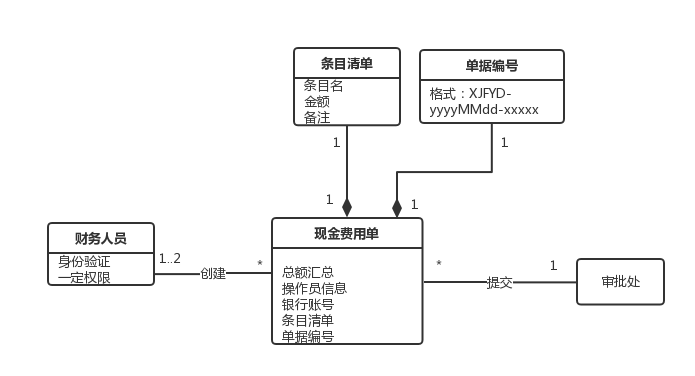 条目清单
条目名
金额
备注
单据编号
格式：XJFYD-
yyyyMMdd-xxxxx
1
1
1
1
财务人员
身份验证
一定权限
1..2
创建
*
现金费用单
总额汇总
操作员信息
银行账号
条目清单
单据编号
*
提交
1
审批处